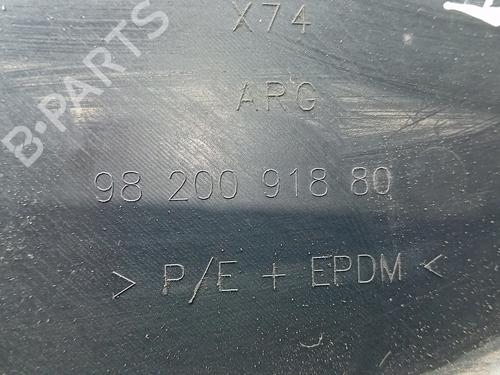 X74
ARG
98 200 918 80
> P/E + EPDM <
B-PARTS